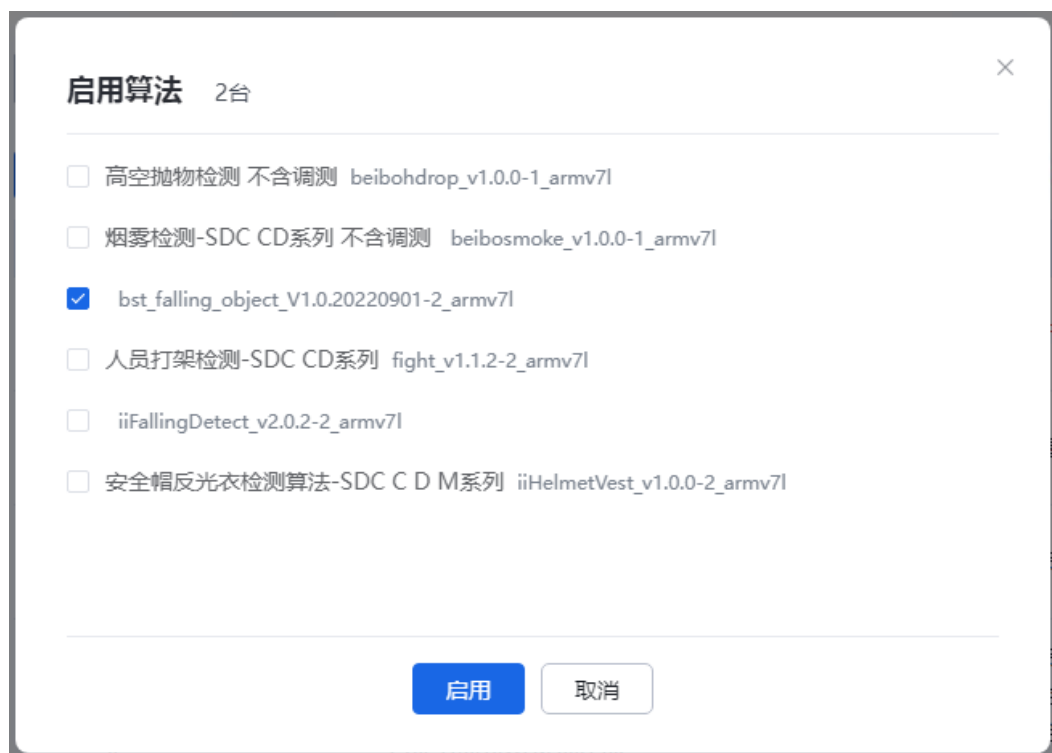 启用算法 2台
高空抛物检测 不含调测 beibohdrop_v1.0.0-1_armv7l
烟雾检测-SDC CD系列 不含调测 beibosmoke_v1.0.0-1_armv7l
bst_falling_object_V1.0.20220901-2_armv7l
人员打架检测-SDC CD系列 fight_v1.1.2-2_armv7l
iiFallingDetect_v2.0.2-2_armv7l
安全帽反光衣检测算法-SDC C D M系列 iiHelmetVest_v1.0.0-2_armv7l
启用 取消